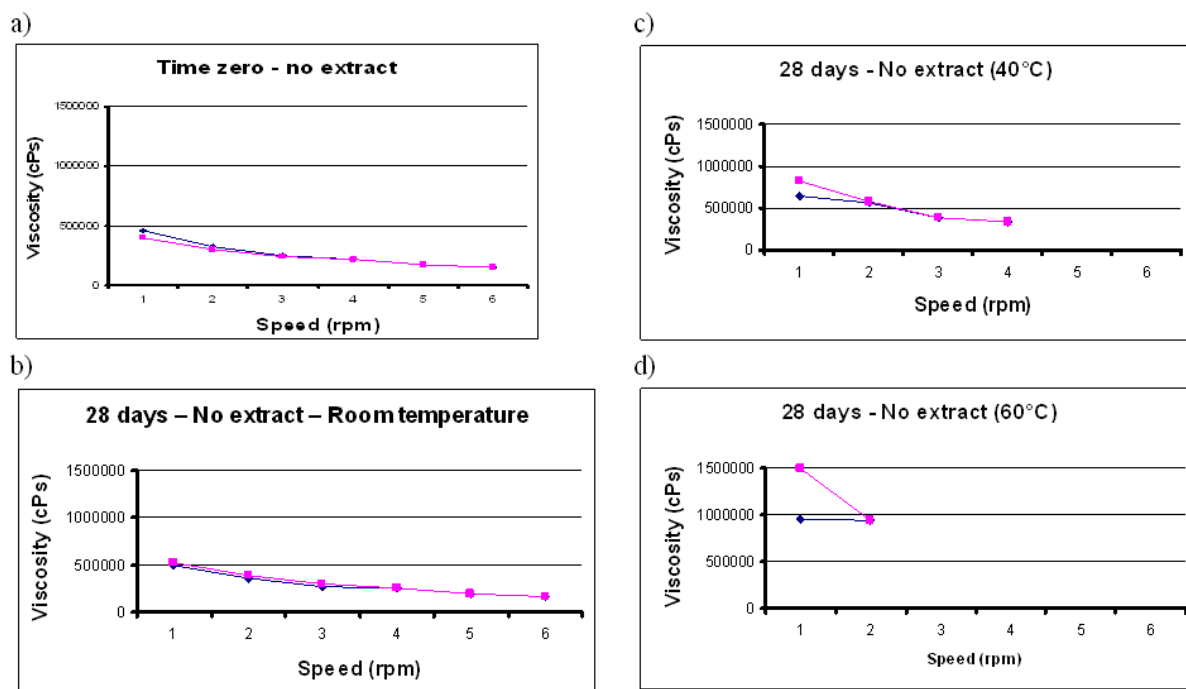 a)
Time zero - no extract
Viscosity (cPs)
1500000
1000000
500000
0
1 2 3 4 5 6
Speed (rpm)
b)
28 days – No extract – Room temperature
Viscosity (cPs)
1500000
1000000
500000
0
1 2 3 4 5 6
Speed (rpm)
c)
28 days - No extract (40°C)
Viscosity (cPs)
1500000
1000000
500000
0
1 2 3 4 5 6
Speed (rpm)
d)
28 days - No extract (60°C)
Viscosity (cPs)
1500000
1000000
500000
0
1 2 3 4 5 6
Speed (rpm)